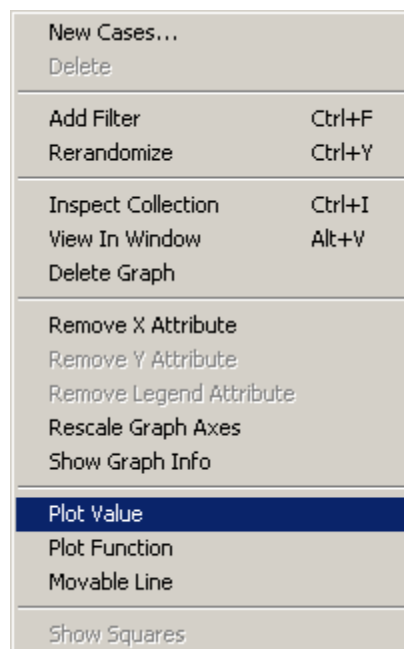 New Cases...
Delete
Add Filter Ctrl+F
Rerandomize Ctrl+Y
Inspect Collection Ctrl+I
View In Window Alt+V
Delete Graph
Remove X Attribute
Remove Y Attribute
Remove Legend Attribute
Rescale Graph Axes
Show Graph Info
Plot Value
Plot Function
Movable Line
Show Squares